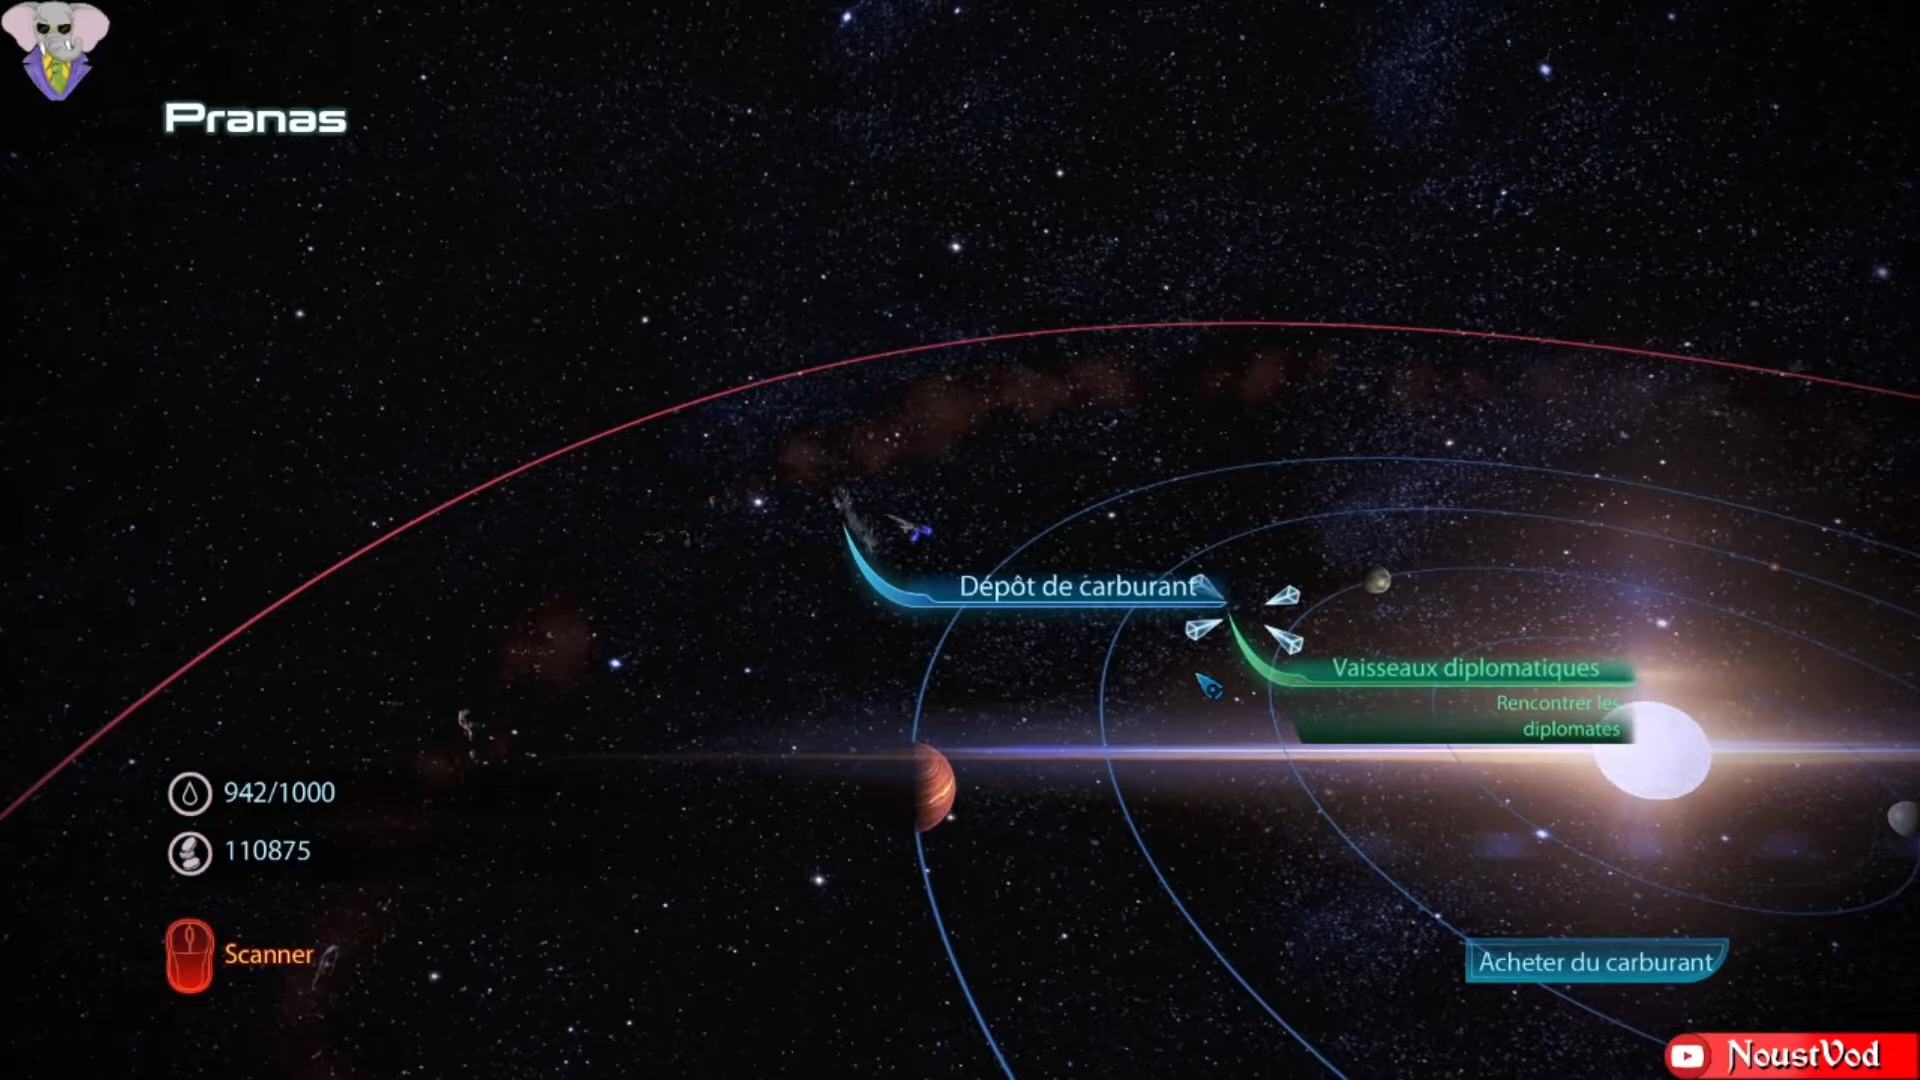 Pranas
Dépôt de carburant
Vaisseaux diplomatiques
Rencontrer les
diplomates
942/1000
110875
Scanner
Acheter du carburant
NoustVod